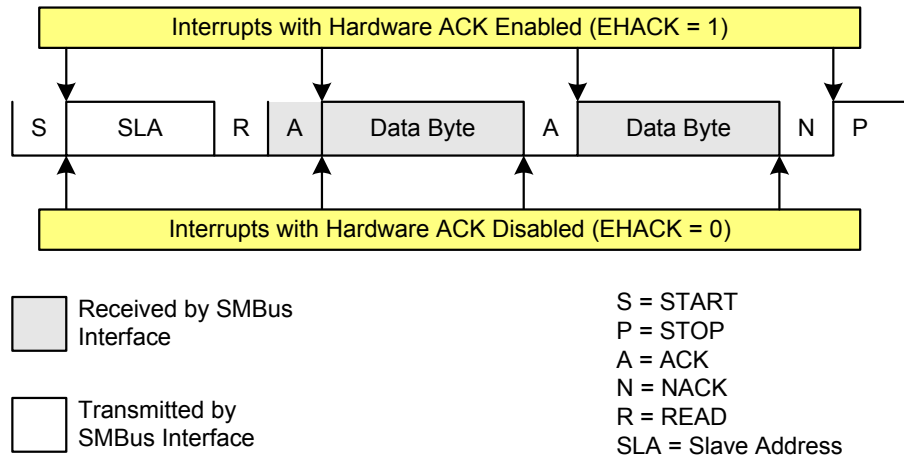 Interrupts with Hardware ACK Enabled (EHACK = 1)
S SLA R A Data Byte A Data Byte N P
Interrupts with Hardware ACK Disabled (EHACK = 0)
Received by SMBus
Interface
Transmitted by
SMBus Interface
S = START
P = STOP
A = ACK
N = NACK
R = READ
SLA = Slave Address